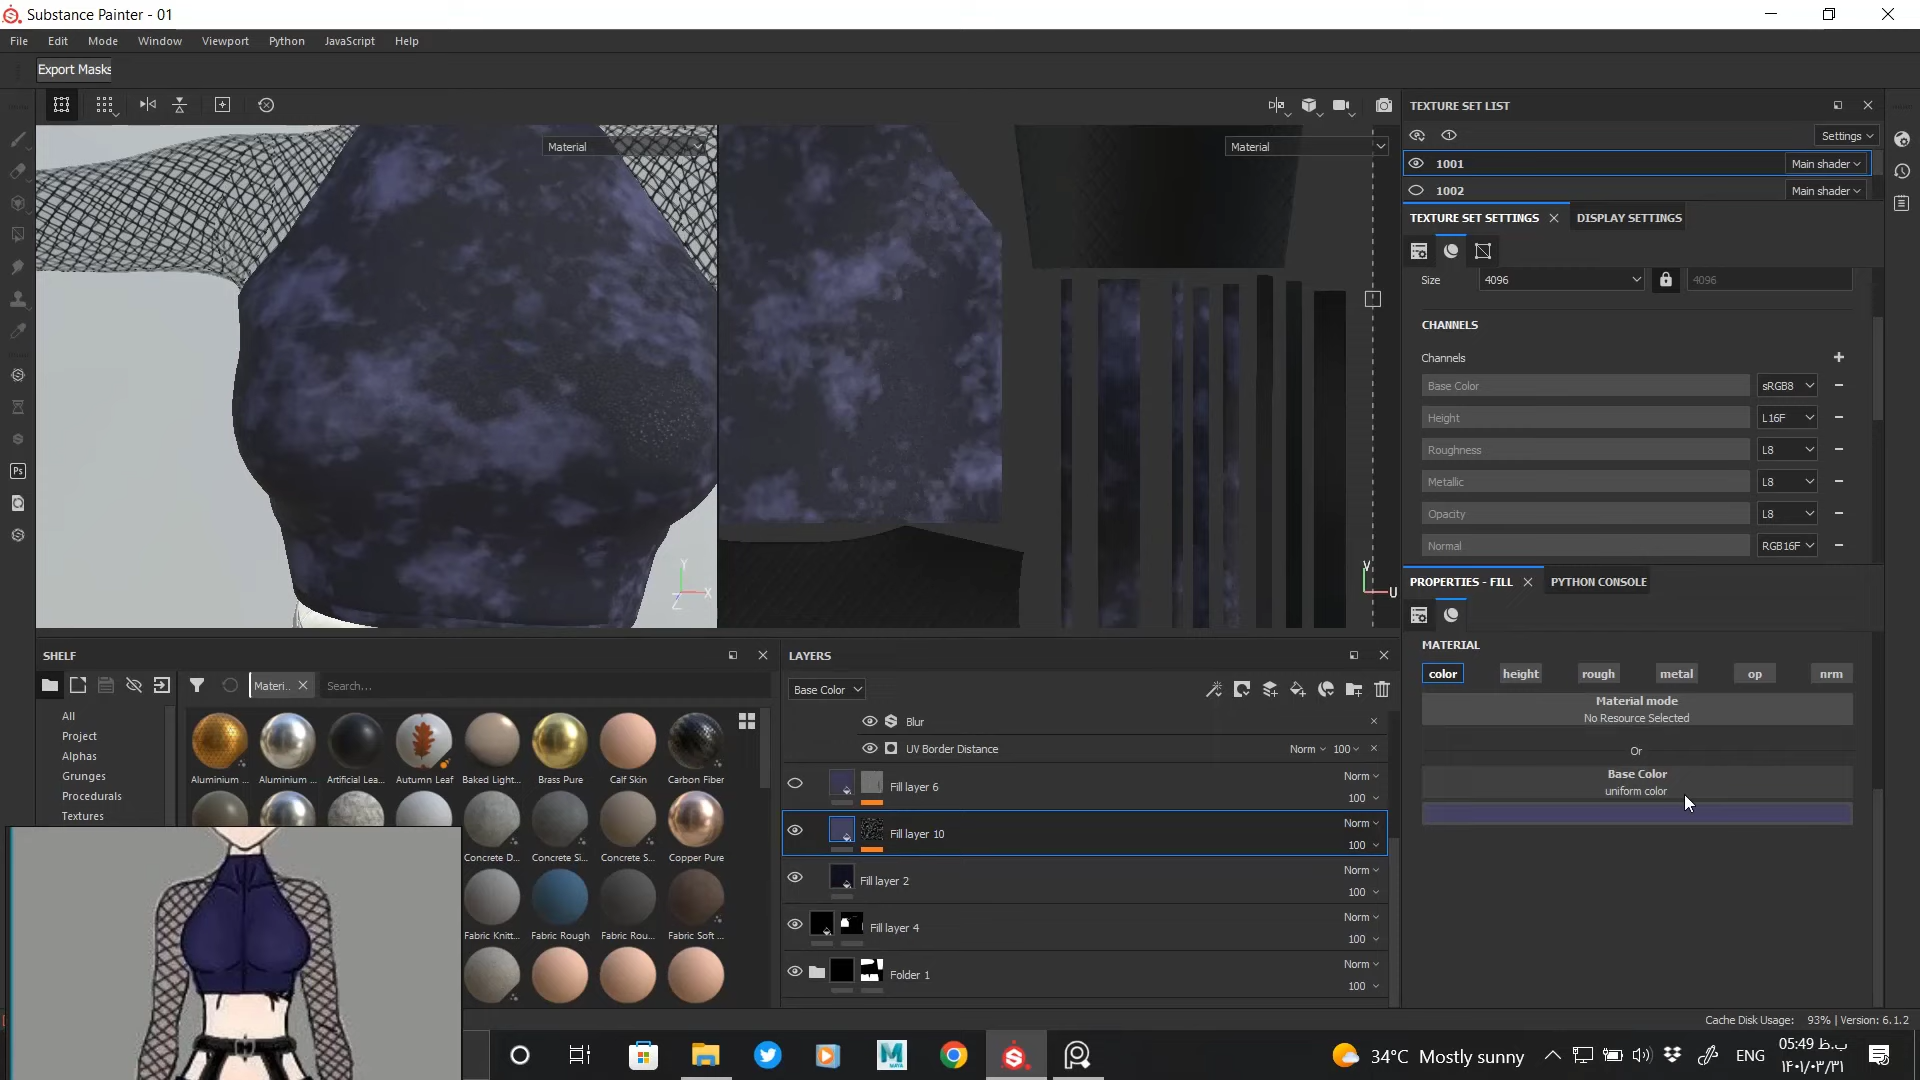 Substance Painter - 01
File Edit Mode Window Viewport Python JavaScript Help
Export Masks
Material
Material
TEXTURE SET LIST
Settings
1001 Main shader
1002 Main shader
TEXTURE SET SETTINGS DISPLAY SETTINGS
Size 4096 4096
CHANNELS
Channels
Base Color sRGB8
Height L16F
Roughness L8
Metallic L8
Opacity L8
Normal RGB16F
Y
X
Z
V
U
PROPERTIES - FILL PYTHON CONSOLE
MATERIAL
color height rough metal op nrm
Material mode
No Resource Selected
Or
Base Color
uniform color
SHELF
Materi.. Search...
All
Project
Alphas
Grunges
Procedurals
Textures
Aluminium ... Aluminium ... Artificial Lea... Autumn Leaf Baked Light... Brass Pure Calf Skin Carbon Fiber
Concrete D... Concrete Si... Concrete S... Copper Pure
Fabric Knitt... Fabric Rough Fabric Rou... Fabric Soft ...
LAYERS
Base Color
Blur
UV Border Distance Norm 100
Fill layer 6 Norm 100
Fill layer 10 Norm 100
Fill layer 2 Norm 100
Fill layer 4 Norm 100
Folder 1 Norm 100
Cache Disk Usage: 93% | Version: 6.1.2
Ps
34°C Mostly sunny
ENG
05:49 ب.ظ
۱۴۰۱/۰۳/۳۱